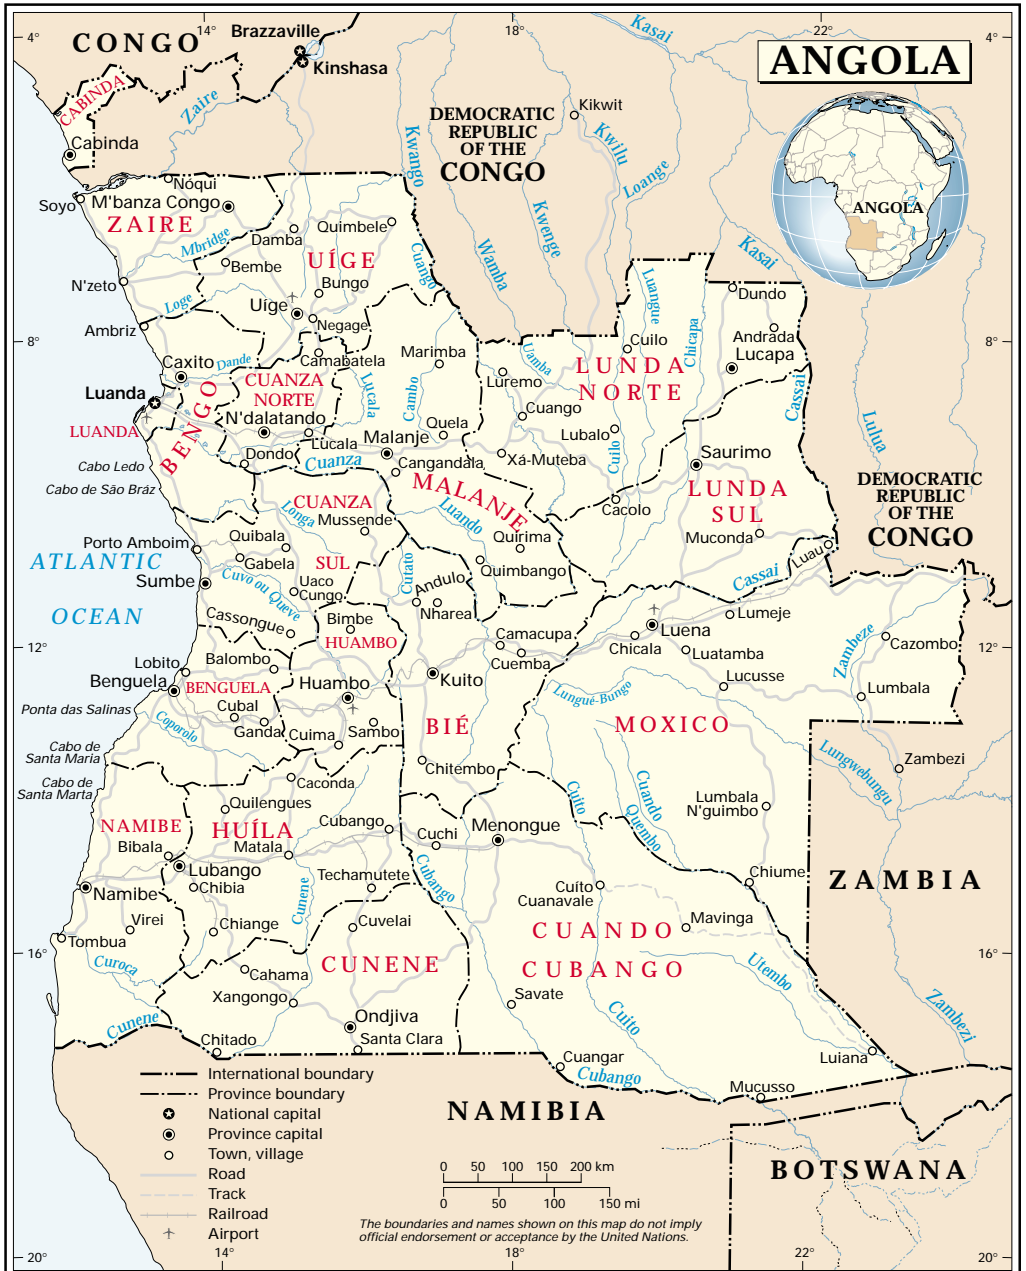 14°
18°
22°
4°
4°
CONGO
Brazzaville
Kinshasa
Kasai
ANGOLA
CABINDA
Zaire
Cabinda
Kwango
DEMOCRATIC
REPUBLIC
OF THE
CONGO
Kikwit
Kwilu
Loange
ANGOLA
Nóqui
Soyo
M'banza Congo
ZAIRE
Quimbele
Damba
Mbridge
UÍGE
Cuango
Wamba
Kwenge
Kasai
Bembe
N'zeto
Bungo
Loge
Uíge
Negage
Ambriz
Luangue
Chicapa
Dundo
8°
8°
Andrada
Cuilo
Lucapa
Camabatela
Marimba
Uamba
LUNDA
NORTE
Caxito
Dande
CUANZA
NORTE
Lucala
Cambo
Luremo
Cassai
Luanda
BENGO
N'dalatando
Cuango
Lulua
LUANDA
Quela
Lubalo
Cuilo
Lucala
Malanje
Dondo
Cuanza
Cangandala
Xá-Muteba
Saurimo
Cabo Ledo
MALANJE
Cabo de São Bráz
LUNDA
SUL
DEMOCRATIC
REPUBLIC
OF THE
CONGO
CUANZA
Longa
Mussende
Luando
Cacolo
Quirima
Muconda
Porto Amboim
Quibala
Gabela
SUL
Luau
ATLANTIC
OCEAN
Sumbe
Cuvo ou Queve
Uaco
Cungo
Cutato
Andulo
Quimbango
Cassai
Nharea
Lumeje
Cassongue
Bimbe
HUAMBO
Camacupa
Chicala
Luena
Luatamba
Zambeze
Cazombo
12°
12°
Lobito
Balombo
Cuemba
Benguela
BENGUELA
Huambo
Kuito
Lucusse
Lumbala
Lungué-Bungo
Ponta das Salinas
Cubal
Ganda
Coporolo
Cuima
Sambo
BIÉ
MOXICO
Cabo de
Santa Maria
Lungwebungu
Chitembo
Zambezi
Cabo de
Santa Marta
Caconda
Cuito
Cuando
Quembo
Quilengues
Lumbala
N'guimbo
NAMIBE
HUÍLA
Cubango
Cuchi
Menongue
Bibala
Matala
Lubango
Chibia
Techamutete
Cubango
Cuíto
Cuanavale
Chiume
ZAMBIA
Namibe
Cunene
Virei
Chiange
Cuvelai
Mavinga
CUANDO
CUBANGO
Tombua
16°
16°
Curoca
CUNENE
Cahama
Utembo
Xangongo
Savate
Cuito
Zambezi
Cunene
Ondjiva
Chitado
Santa Clara
Cuangar
Cubango
Luiana
Mucusso
International boundary
Province boundary
National capital
Province capital
Town, village
Road
Track
Railroad
Airport
NAMIBIA
BOTSWANA
0 50 100 150 200 km
0 50 100 150 mi
The boundaries and names shown on this map do not imply
official endorsement or acceptance by the United Nations.
20°
20°
14°
18°
22°